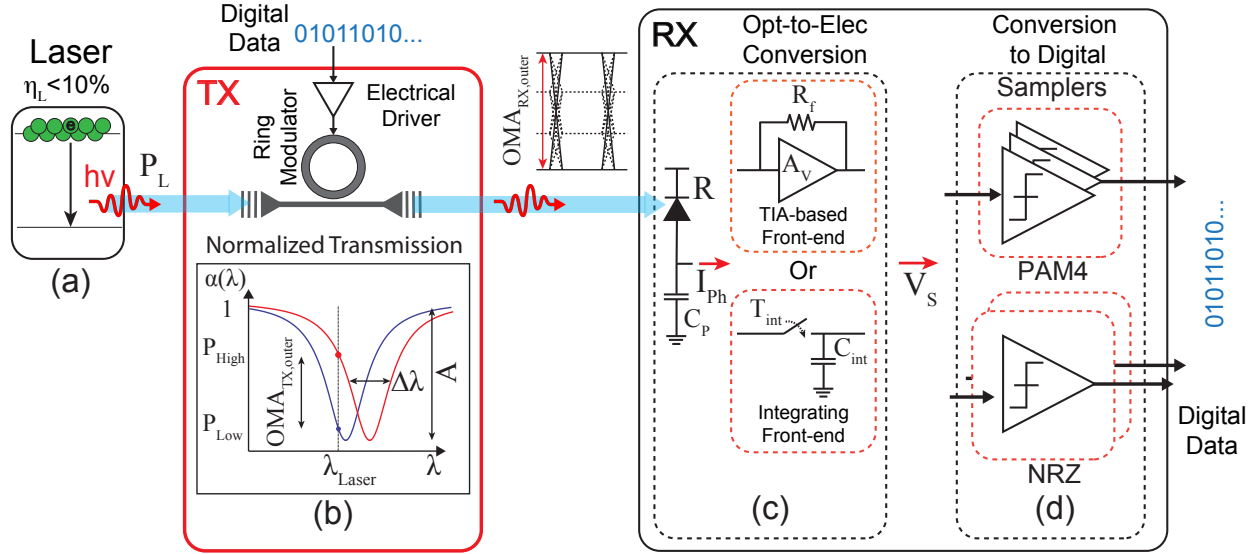 Laser
η_L<10%
e
hν
P_L
(a)
Digital
Data
01011010...
TX
Ring
Modulator
Electrical
Driver
Normalized Transmission
α(λ)
1
P_High
P_Low
OMA_TX,outer
Δλ
A
λ_Laser
λ
(b)
OMA_RX,outer
RX
Opt-to-Elec
Conversion
R
I_Ph
C_P
R_f
A_V
TIA-based
Front-end
Or
T_int
C_int
Integrating
Front-end
(c)
V_S
Conversion
to Digital
Samplers
PAM4
NRZ
(d)
01011010...
Digital
Data